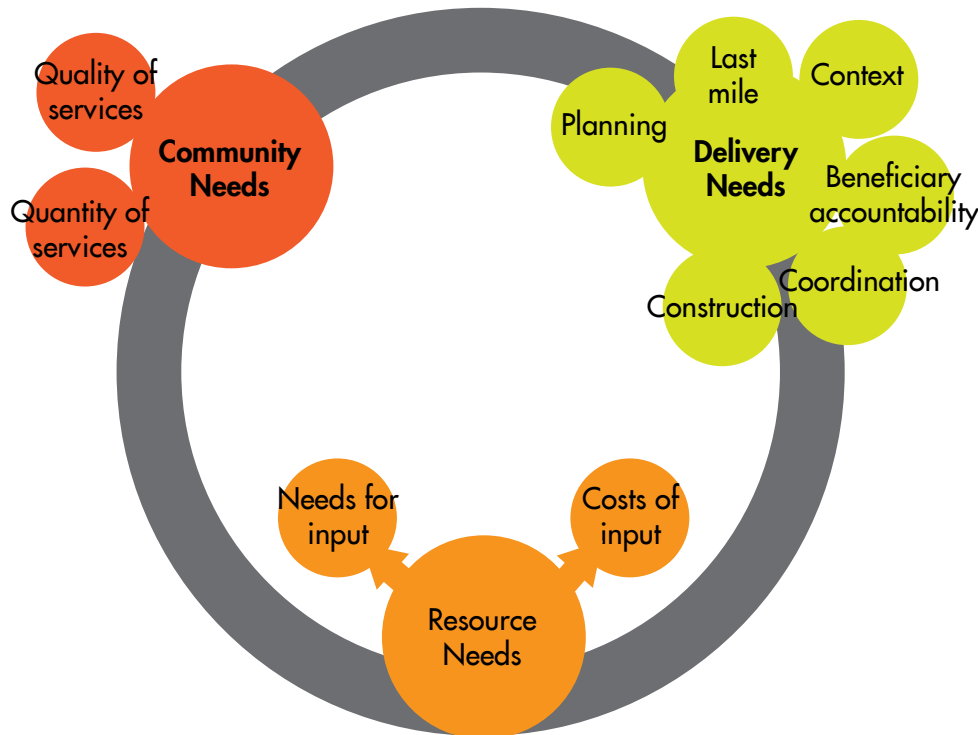 Quality of
services
Community
Needs
Quantity of
services
Planning
Last
mile
Context
Delivery
Needs
Beneficiary
accountability
Coordination
Construction
Needs for
input
Costs of
input
Resource
Needs